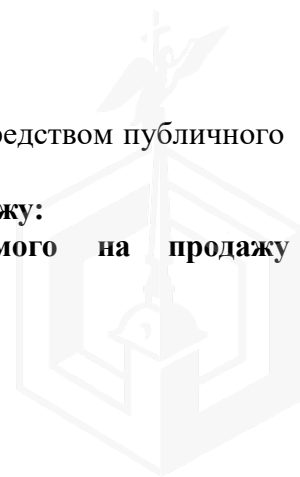 редством публичного
жу:
мого на продажу